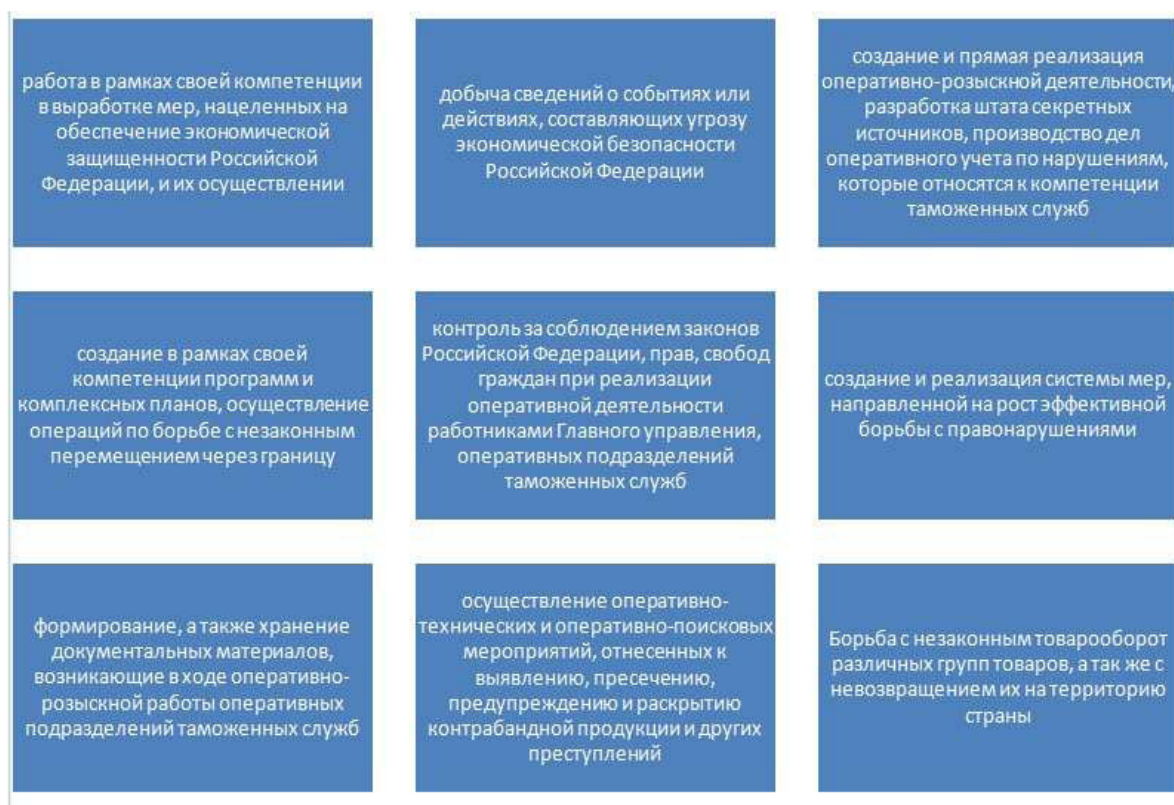 работа в рамках своей компетенции
в выработке мер, нацеленных на
обеспечение экономической
защищенности Российской
Федерации, и их осуществлении
добыча сведений о событиях или
действиях, составляющих угрозу
экономической безопасности
Российской Федерации
создание и прямая реализация
оперативно-розыскной деятельности,
разработка штата секретных
источников, производство дел
оперативного учета по нарушениям,
которые относятся к компетенции
таможенных служб
создание в рамках своей
компетенции программ и
комплексных планов, осуществление
операций по борьбе с незаконным
перемещением через границу
контроль за соблюдением законов
Российской Федерации, прав, свобод
граждан при реализации
оперативной деятельности
работниками Главного управления,
оперативных подразделений
таможенных служб
создание и реализация системы мер,
направленной на рост эффективной
борьбы с правонарушениями
формирование, а также хранение
документальных материалов,
возникающие в ходе оперативно-
розыскной работы оперативных
подразделений таможенных служб
осуществление оперативно-
технических и оперативно-поисковых
мероприятий, отнесенных к
выявлению, пресечению,
предупреждению и раскрытию
контрабандной продукции и других
преступлений
Борьба с незаконным товарооборот
различных групп товаров, а так же с
невозвращением их на территорию
страны